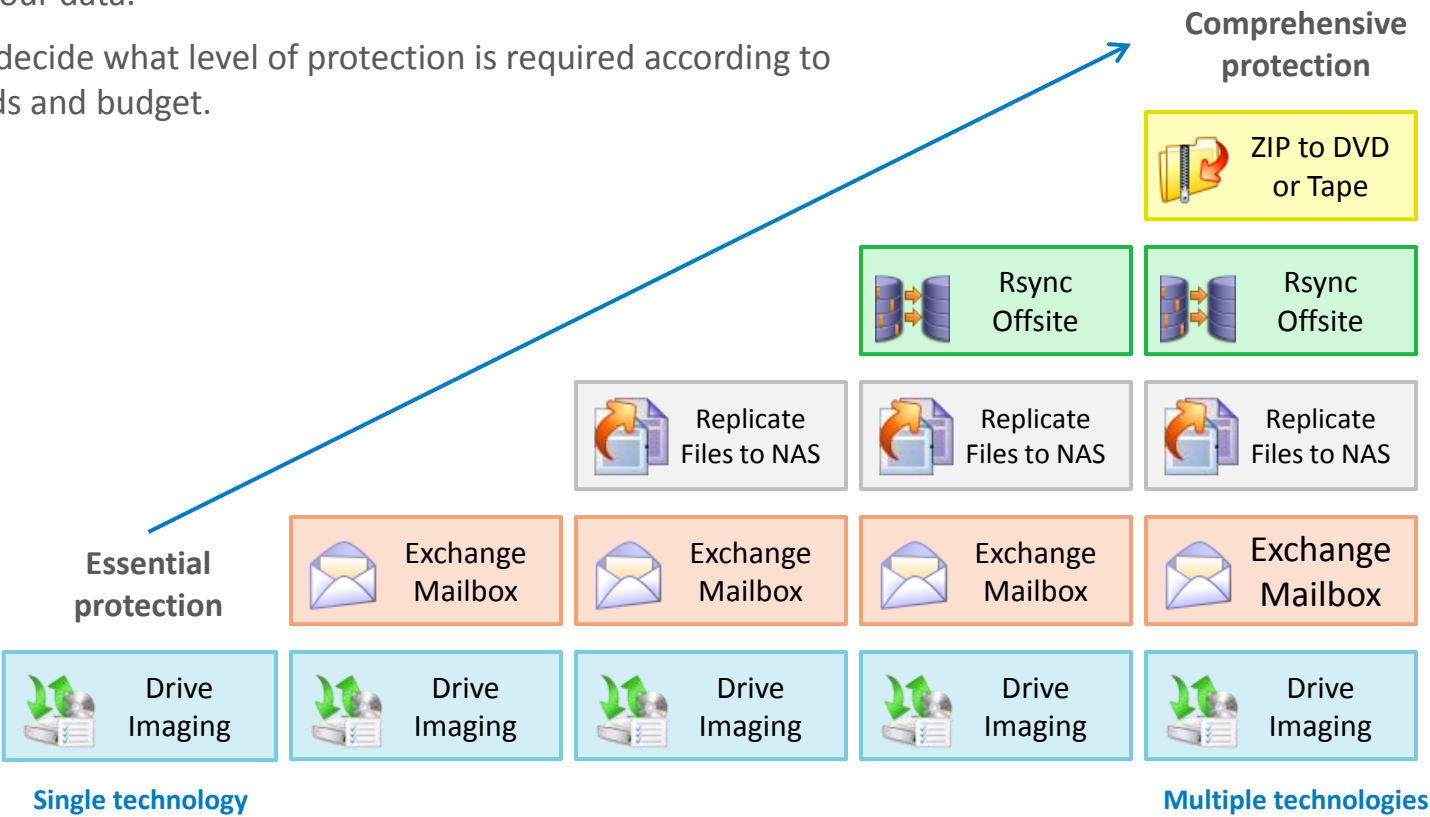 our data.
decide what level of protection is required according to
ds and budget.
Comprehensive
protection
ZIP to DVD
or Tape
Rsync
Offsite
Rsync
Offsite
Replicate
Files to NAS
Replicate
Files to NAS
Replicate
Files to NAS
Essential
protection
Exchange
Mailbox
Exchange
Mailbox
Exchange
Mailbox
Exchange
Mailbox
Drive
Imaging
Drive
Imaging
Drive
Imaging
Drive
Imaging
Drive
Imaging
Single technology
Multiple technologies